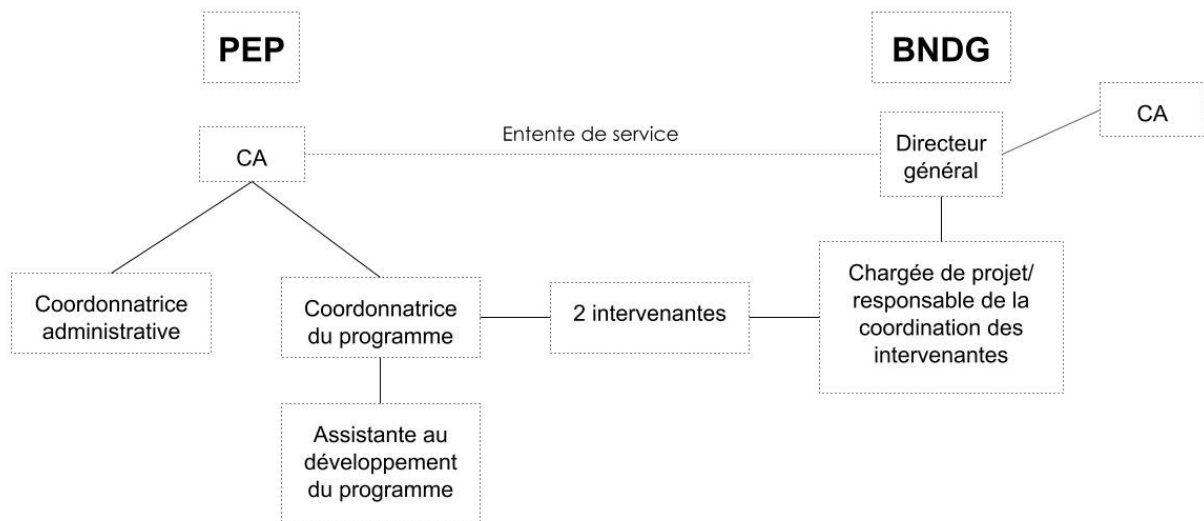 PEP
BNDG
CA
Entente de service
Directeur
général
CA
Coordonnatrice
administrative
Coordonnatrice
du programme
2 intervenantes
Chargée de projet/
responsable de la
coordination des
intervenantes
Assistante au
développement
du programme